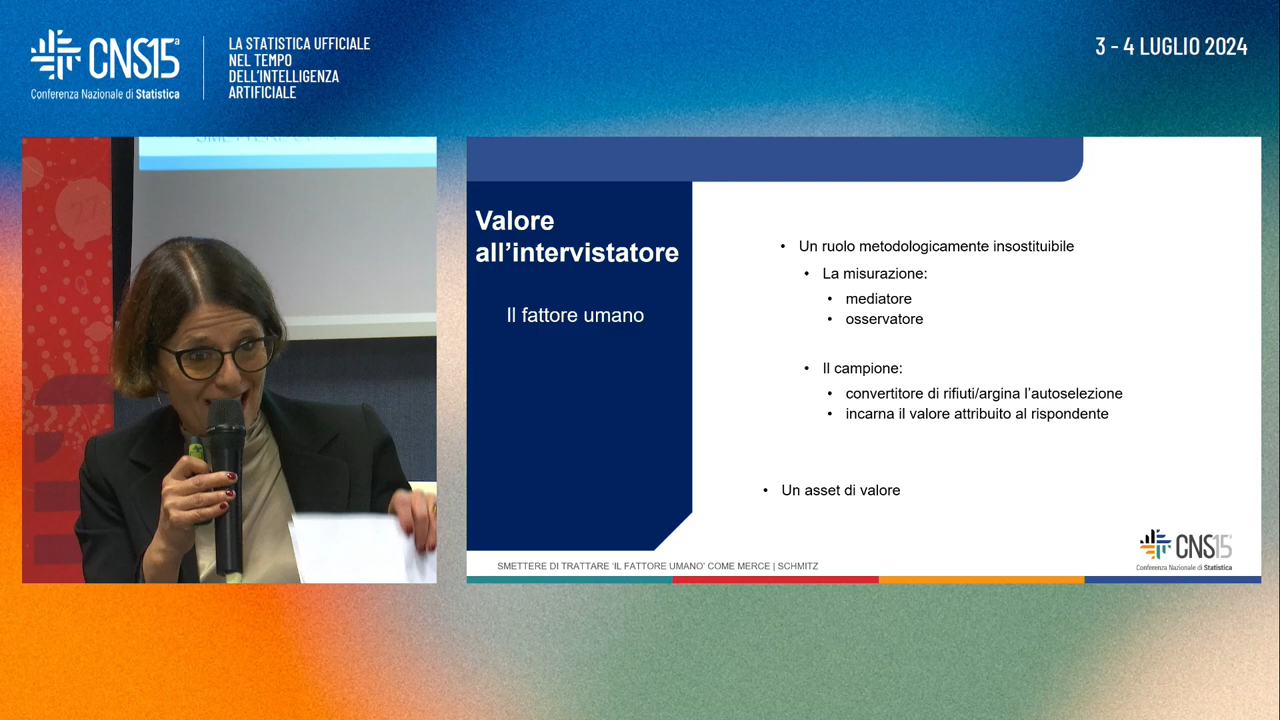 CNS15ª
Conferenza Nazionale di Statistica
LA STATISTICA UFFICIALE
NEL TEMPO
DELL'INTELLIGENZA
ARTIFICIALE
3 - 4 LUGLIO 2024
Valore
all'intervistatore
Il fattore umano
• Un ruolo metodologicamente insostituibile
• La misurazione:
• mediatore
• osservatore
• Il campione:
• convertitore di rifiuti/argina l'autoselezione
• incarna il valore attribuito al rispondente
• Un asset di valore
SMETTERE DI TRATTARE 'IL FATTORE UMANO' COME MERCE | SCHMITZ
CNS15
Conferenza Nazionale di Statistica